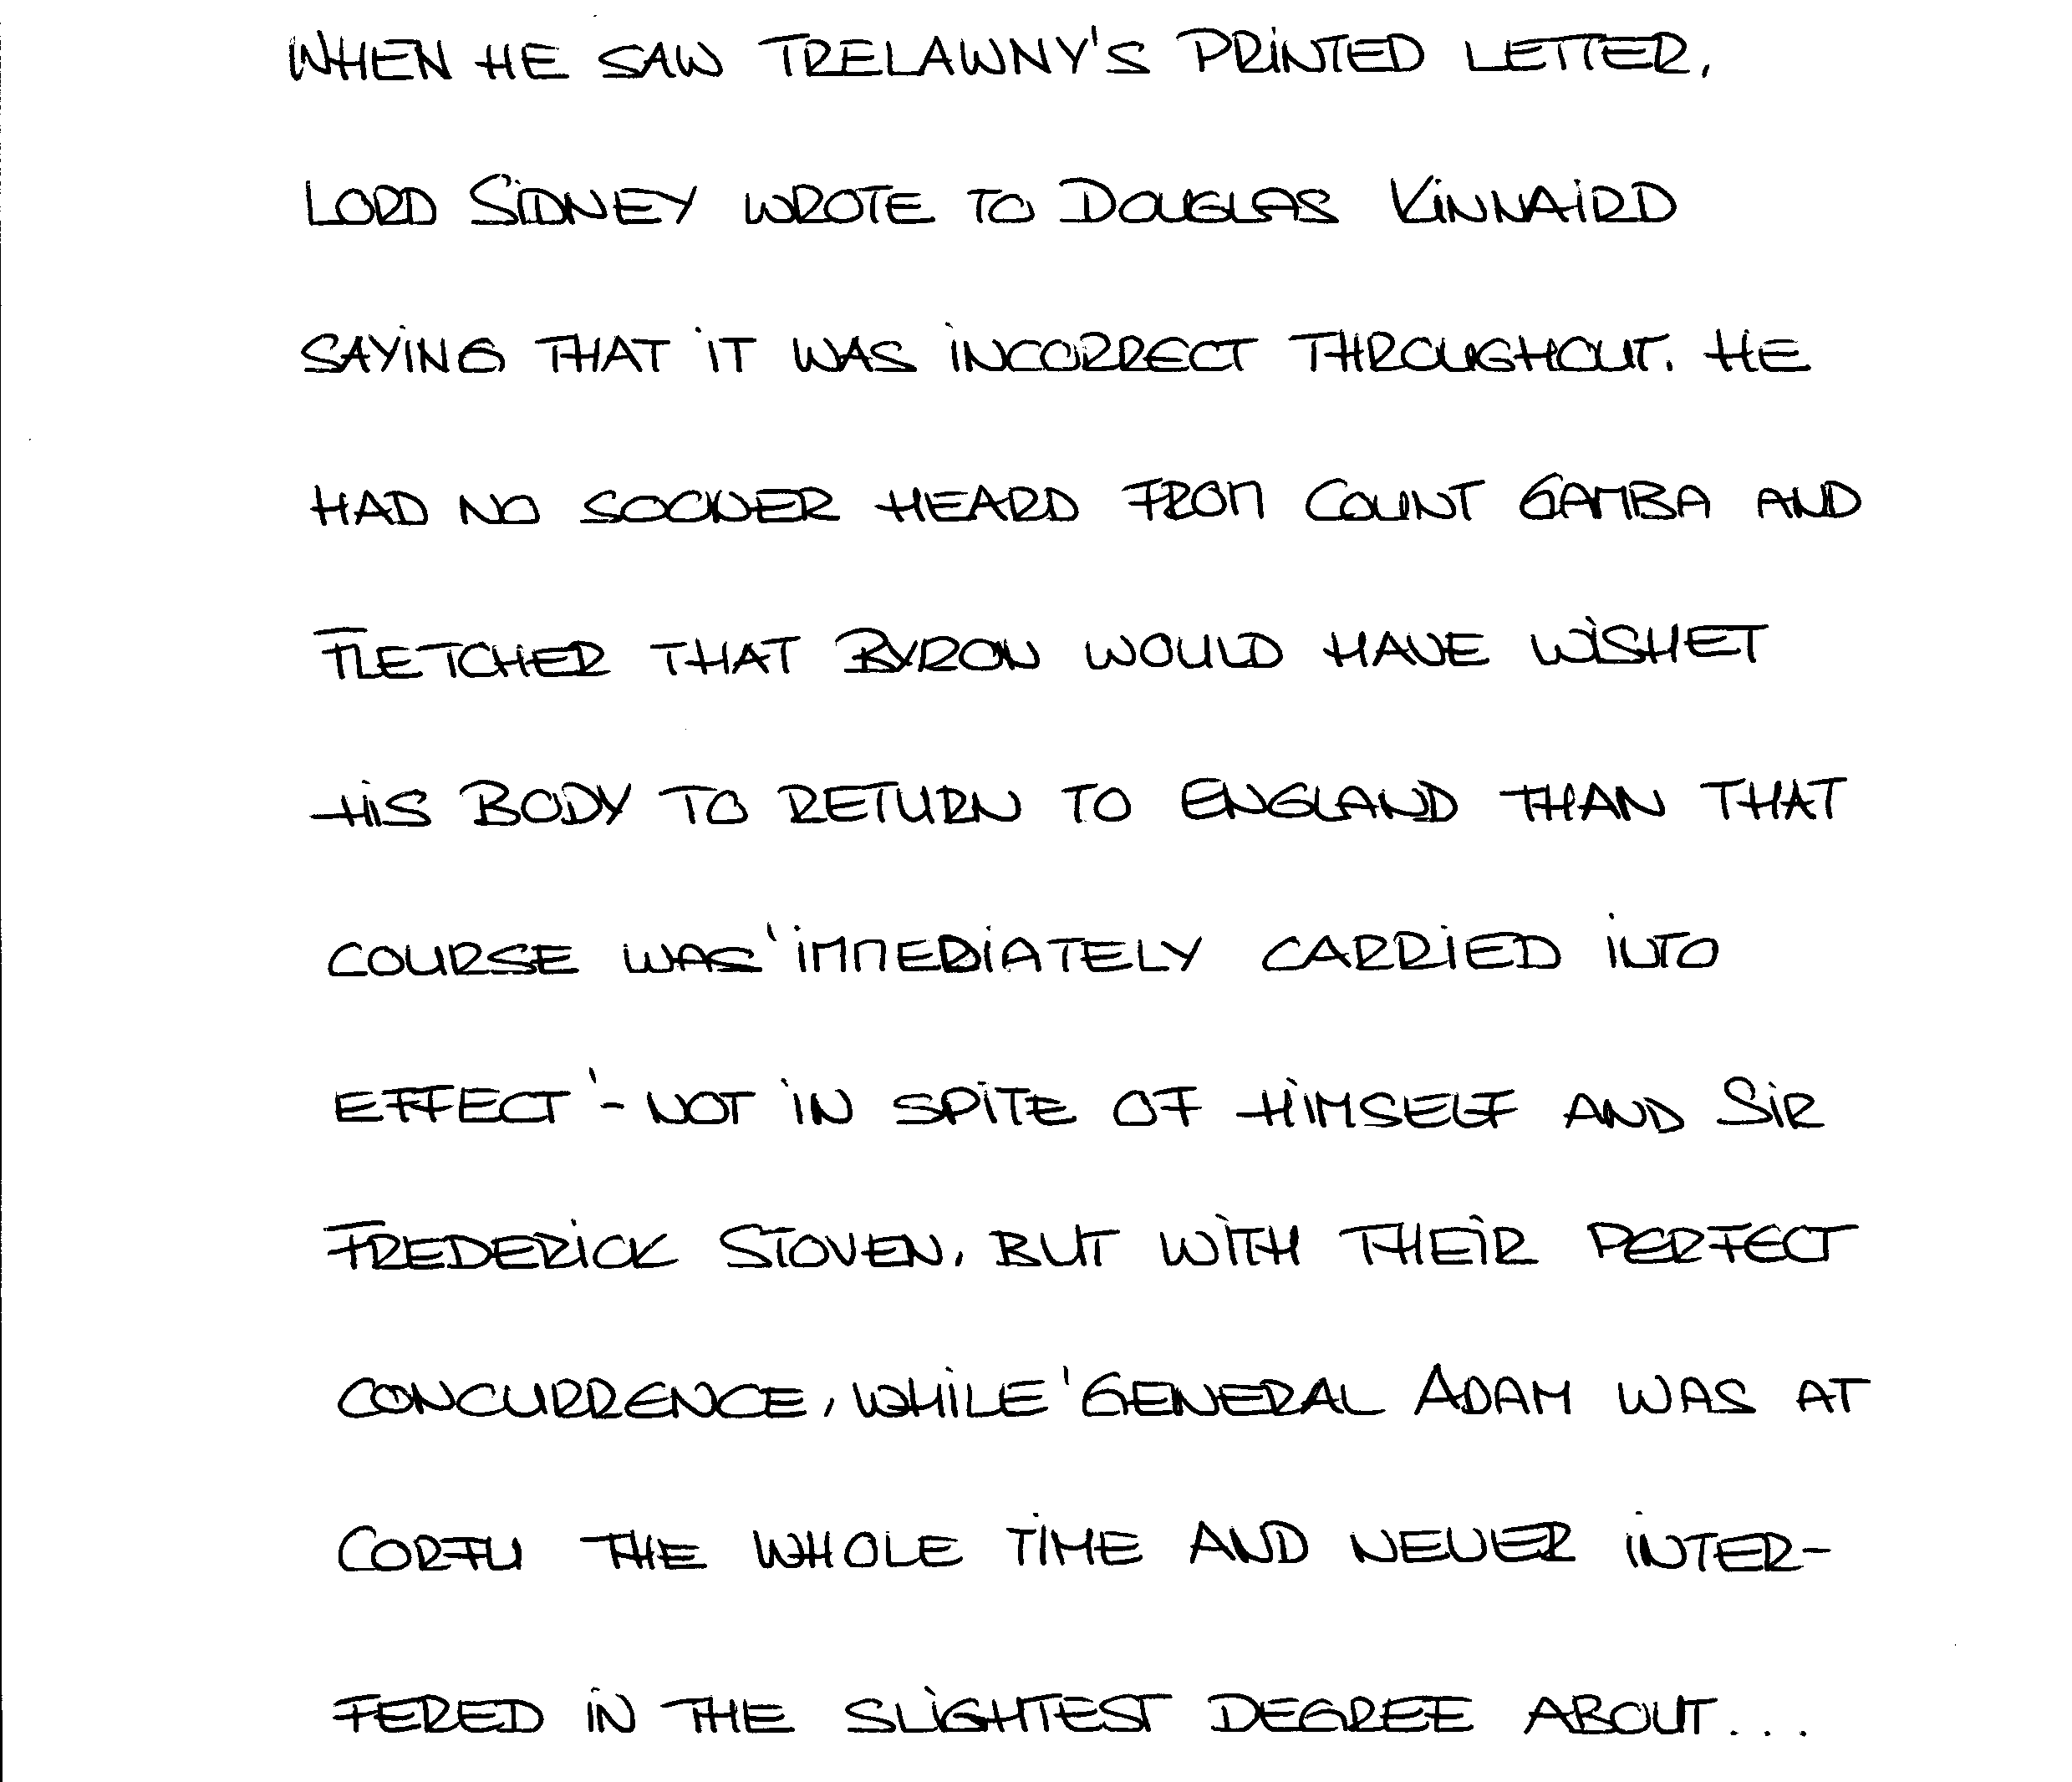 WHEN HE SAW TRELAWNY'S PRINTED LETTER,
LORD SIDNEY WROTE TO DOUGLAS KINNAIRD
SAYING THAT IT WAS INCORRECT THROUGHOUT. HE
HAD NO SOONER HEARD FROM COUNT GAMBA AND
FLETCHER THAT BYRON WOULD HAVE WISHET
HIS BODY TO RETURN TO ENGLAND THAN THAT
COURSE WAS 'IMMEDIATELY CARRIED INTO
EFFECT' - NOT IN SPITE OF HIMSELF AND SIR
FREDERICK STOVEN, BUT WITH THEIR PERFECT
CONCURRENCE, WHILE 'GENERAL ADAM WAS AT
CORFU THE WHOLE TIME AND NEVER INTER-
FERED IN THE SLIGHTEST DEGREE ABOUT...